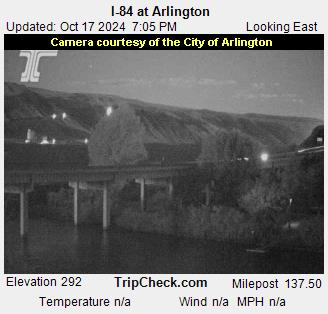 I-84 at Arlington
Updated: Oct 17 2024 7:05 PM Looking East
Camera courtesy of the City of Arlington
Elevation 292 TripCheck.com Milepost 137.50
Temperature n/a Wind n/a MPH n/a